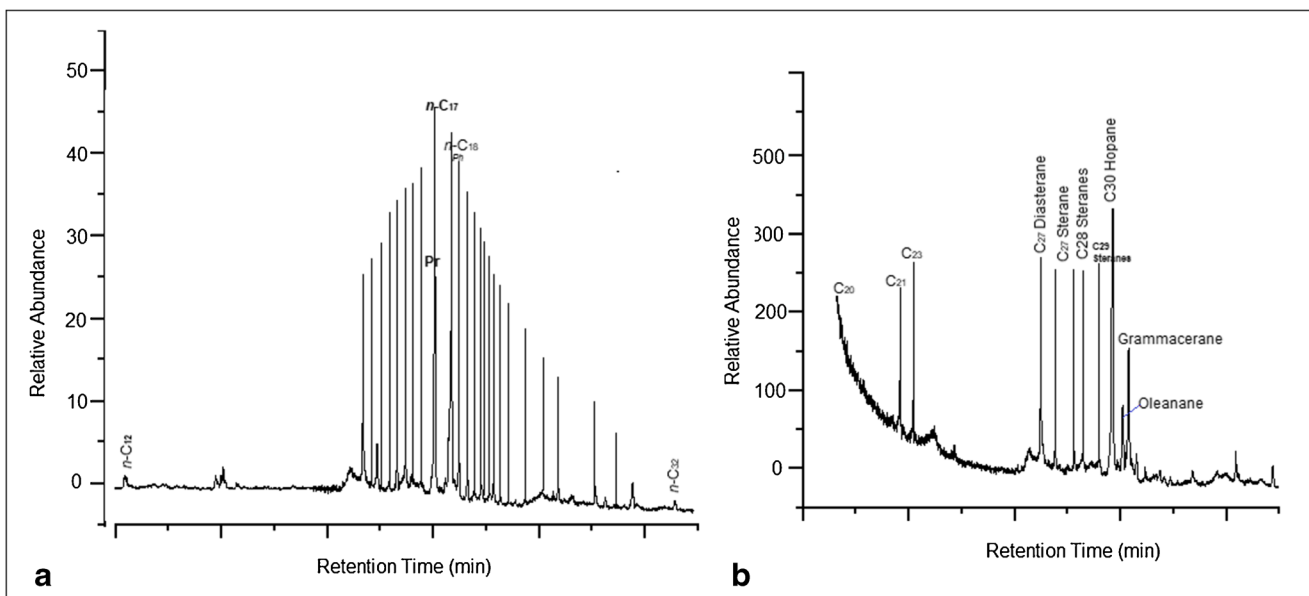 50
40
30
20
10
0
Relative Abundance
n-C17
n-C18
Ph
Pr
n-C12
n-C32
Retention Time (min)
a
500
300
200
100
0
Relative Abundance
C20
C21
C23
C27 Diasterane
C27 Sterane
C28 Steranes
C29
Steranes
C30 Hopane
Grammacerane
Oleanane
Retention Time (min)
b